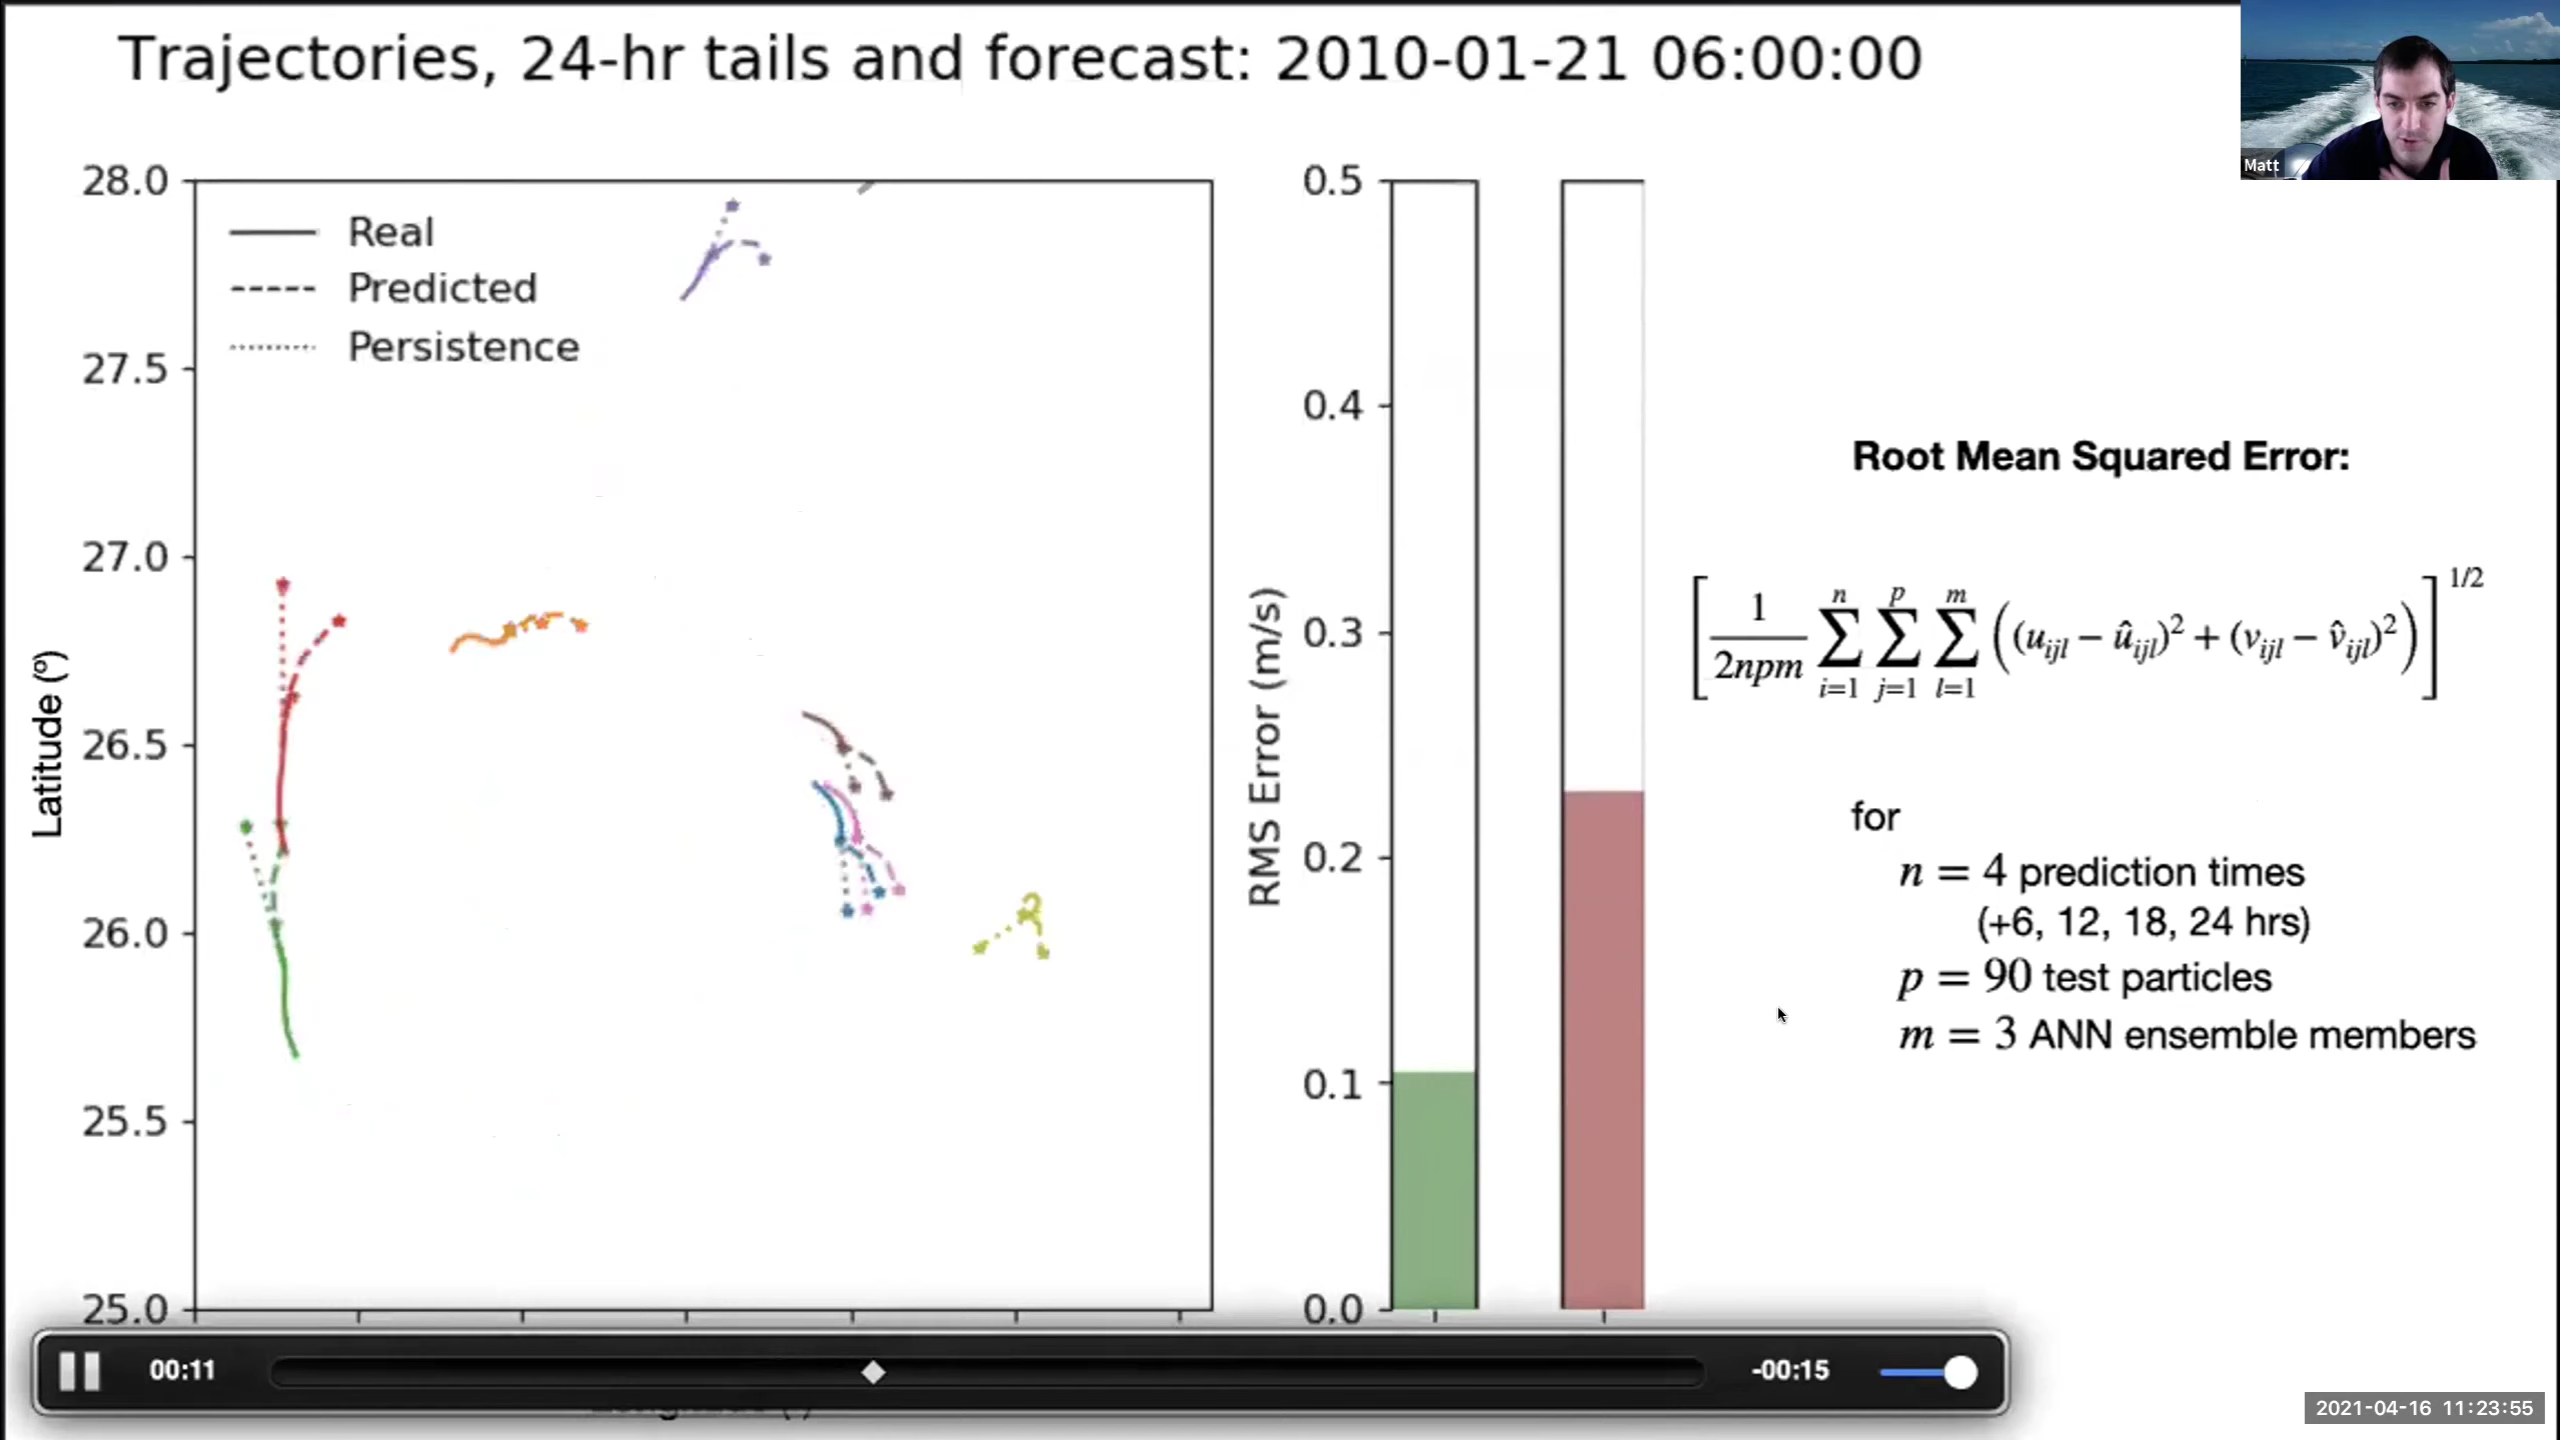 Trajectories, 24-hr tails and forecast: 2010-01-21 06:00:00
Matt
28.0
27.5
27.0
26.5
26.0
25.5
25.0
Latitude (º)
Real
Predicted
Persistence
0.5
0.4
0.3
0.2
0.1
0.0
RMS Error (m/s)
Root Mean Squared Error:
[ 1/2npm ∑_{i=1}^{n} ∑_{j=1}^{p} ∑_{l=1}^{m} ((u_{ijl} − û_{ijl})² + (v_{ijl} − v̂_{ijl})²) ]^{1/2}
for
n = 4 prediction times
(+6, 12, 18, 24 hrs)
p = 90 test particles
m = 3 ANN ensemble members
00:11
-00:15
2021-04-16 11:23:55